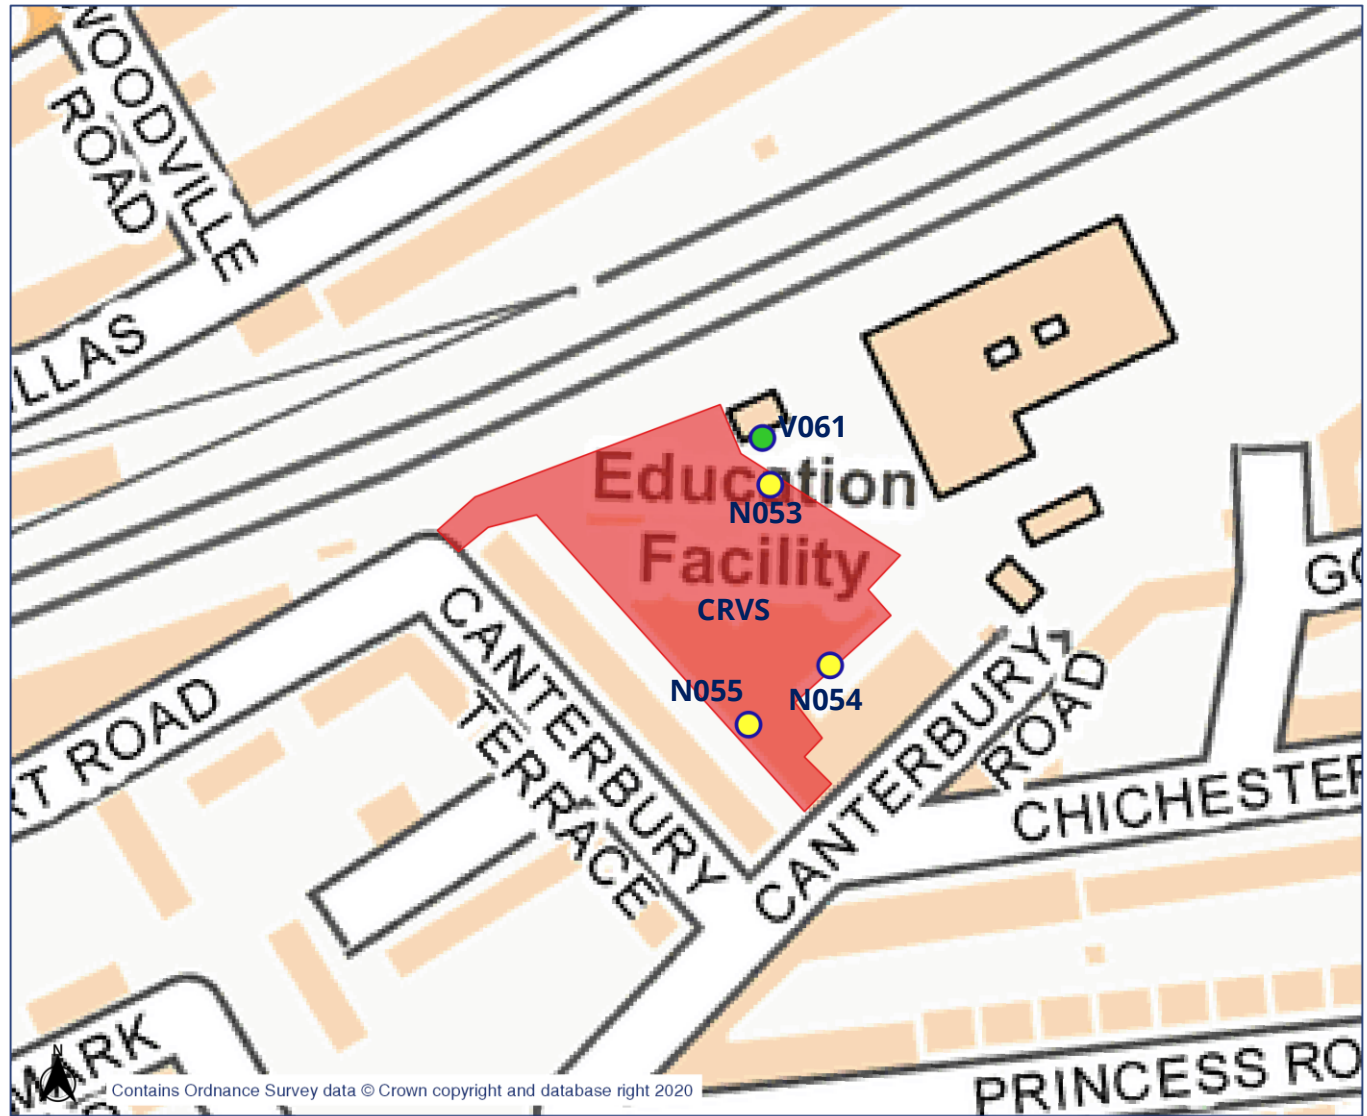 WOODVILLE
ROAD
LLAS
V061
Education
N053
Facility
CRVS
N055
N054
CANTERBURY
TERRACE
RT ROAD
CANTERBURY
ROAD
GO
CHICHESTER
MARK
N
Contains Ordnance Survey data © Crown copyright and database right 2020
PRINCESS RO